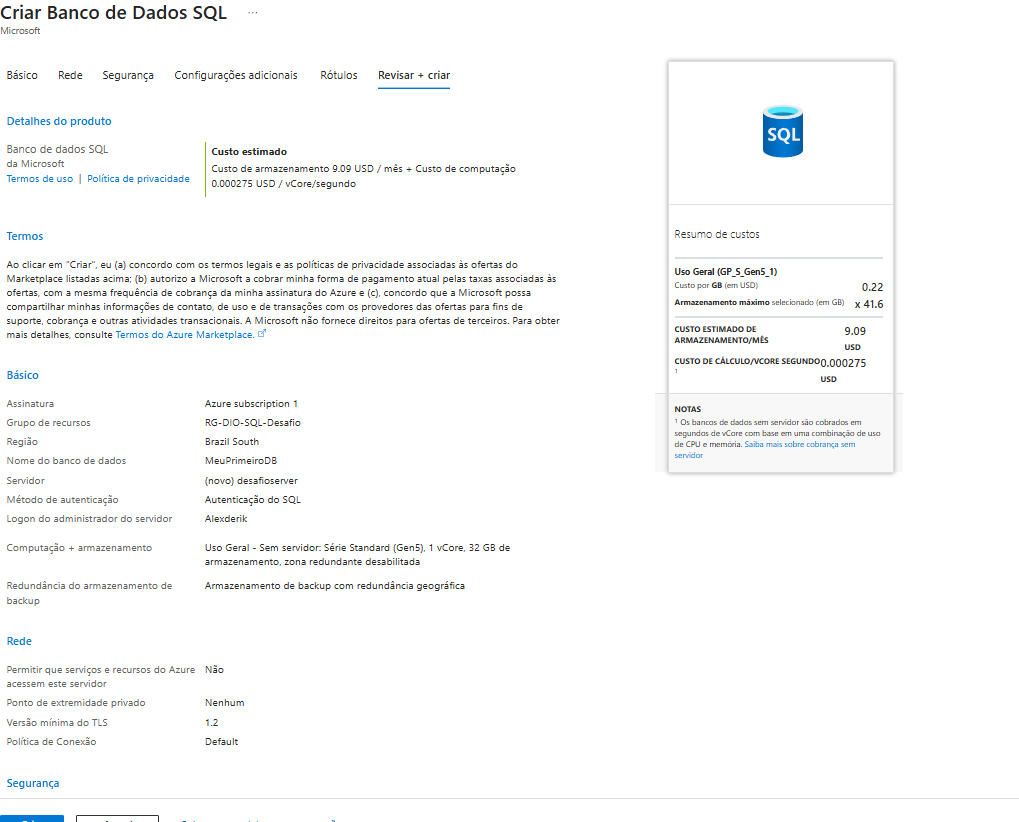 Criar Banco de Dados SQL ...
Microsoft
Básico Rede Segurança Configurações adicionais Rótulos Revisar + criar
Detalhes do produto
Banco de dados SQL
da Microsoft
Termos de uso | Política de privacidade
Custo estimado
Custo de armazenamento 9.09 USD / mês + Custo de computação
0.000275 USD / vCore/segundo
Termos
Ao clicar em "Criar", eu (a) concordo com os termos legais e as políticas de privacidade associadas às ofertas do
Marketplace listadas acima; (b) autorizo a Microsoft a cobrar minha forma de pagamento atual pelas taxas associadas às
ofertas, com a mesma frequência de cobrança da minha assinatura do Azure e (c), concordo que a Microsoft possa
compartilhar minhas informações de contato, de uso e de transações com os provedores das ofertas para fins de
suporte, cobrança e outras atividades transacionais. A Microsoft não fornece direitos para ofertas de terceiros. Para obter
mais detalhes, consulte Termos do Azure Marketplace.
Básico
Assinatura Azure subscription 1
Grupo de recursos RG-DIO-SQL-Desafio
Região Brazil South
Nome do banco de dados MeuPrimeiroDB
Servidor (novo) desafioserver
Método de autenticação Autenticação do SQL
Logon do administrador do servidor Alexderik
Computação + armazenamento Uso Geral - Sem servidor: Série Standard (Gen5), 1 vCore, 32 GB de
armazenamento, zona redundante desabilitada
Redundância do armazenamento de Armazenamento de backup com redundância geográfica
backup
Rede
Permitir que serviços e recursos do Azure Não
acessem este servidor
Ponto de extremidade privado Nenhum
Versão mínima do TLS 1.2
Política de Conexão Default
Segurança
SQL
Resumo de custos
Uso Geral (GP_S_Gen5_1)
Custo por GB (em USD) 0.22
Armazenamento máximo selecionado (em GB) x 41.6
CUSTO ESTIMADO DE 9.09
ARMAZENAMENTO/MÊS USD
CUSTO DE CÁLCULO/VCORE SEGUNDO 0.000275
1 USD
NOTAS
1 Os bancos de dados sem servidor são cobrados em
segundos de vCore com base em uma combinação de uso
de CPU e memória. Saiba mais sobre cobrança sem
servidor